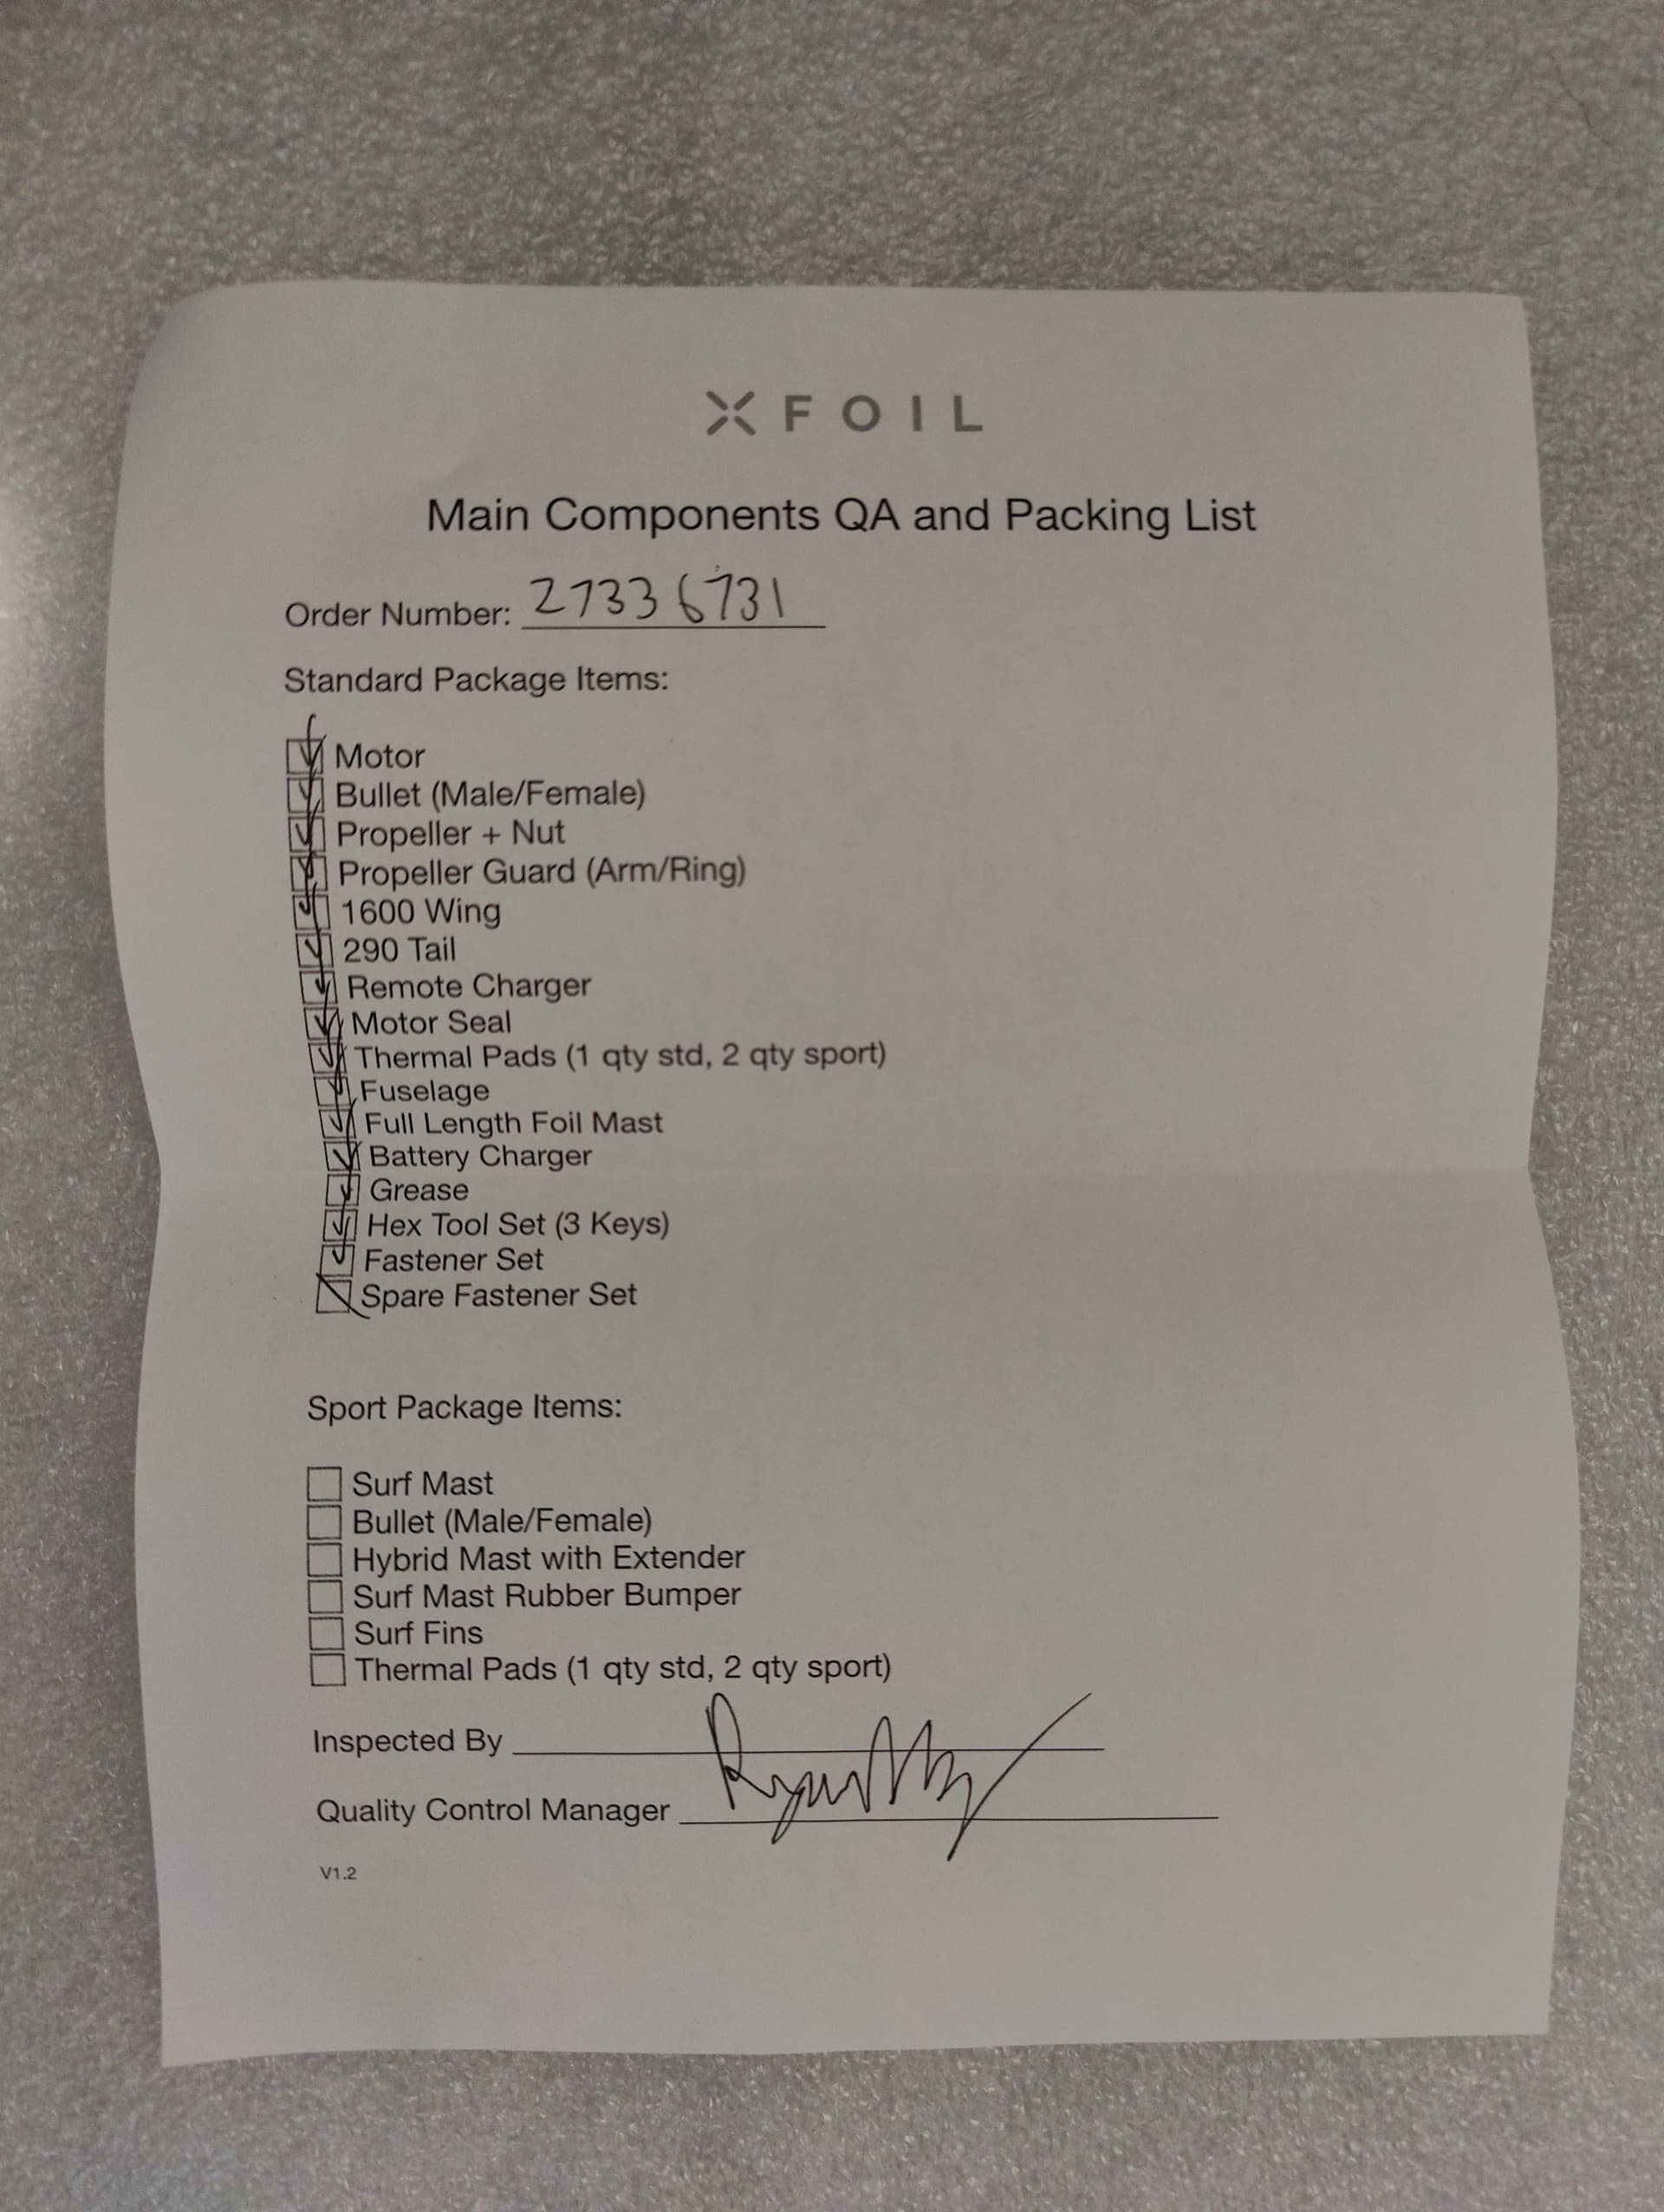 XFOIL
Main Components QA and Packing List
Order Number: 27336731
Standard Package Items:
Motor
Bullet (Male/Female)
Propeller + Nut
Propeller Guard (Arm/Ring)
1600 Wing
290 Tail
Remote Charger
Motor Seal
Thermal Pads (1 qty std, 2 qty sport)
Fuselage
Full Length Foil Mast
Battery Charger
Grease
Hex Tool Set (3 Keys)
Fastener Set
Spare Fastener Set
Sport Package Items:
Surf Mast
Bullet (Male/Female)
Hybrid Mast with Extender
Surf Mast Rubber Bumper
Surf Fins
Thermal Pads (1 qty std, 2 qty sport)
Inspected By
Quality Control Manager
V1.2